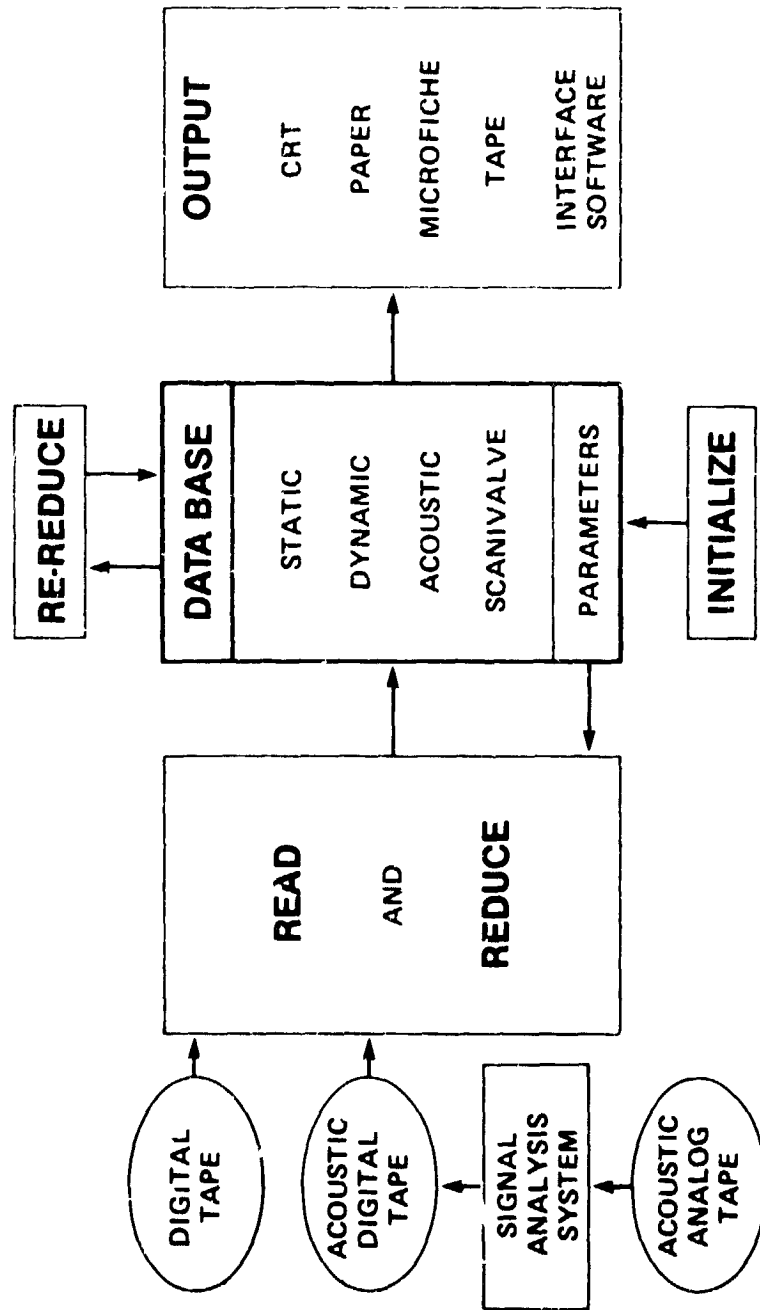 DIGITAL
TAPE
ACOUSTIC
DIGITAL
TAPE
SIGNAL
ANALYSIS
SYSTEM
ACOUSTIC
ANALOG
TAPE
READ
AND
REDUCE
RE-REDUCE
DATA BASE
STATIC
DYNAMIC
ACOUSTIC
SCANIVALVE
PARAMETERS
INITIALIZE
OUTPUT
CRT
PAPER
MICROFICHE
TAPE
INTERFACE
SOFTWARE